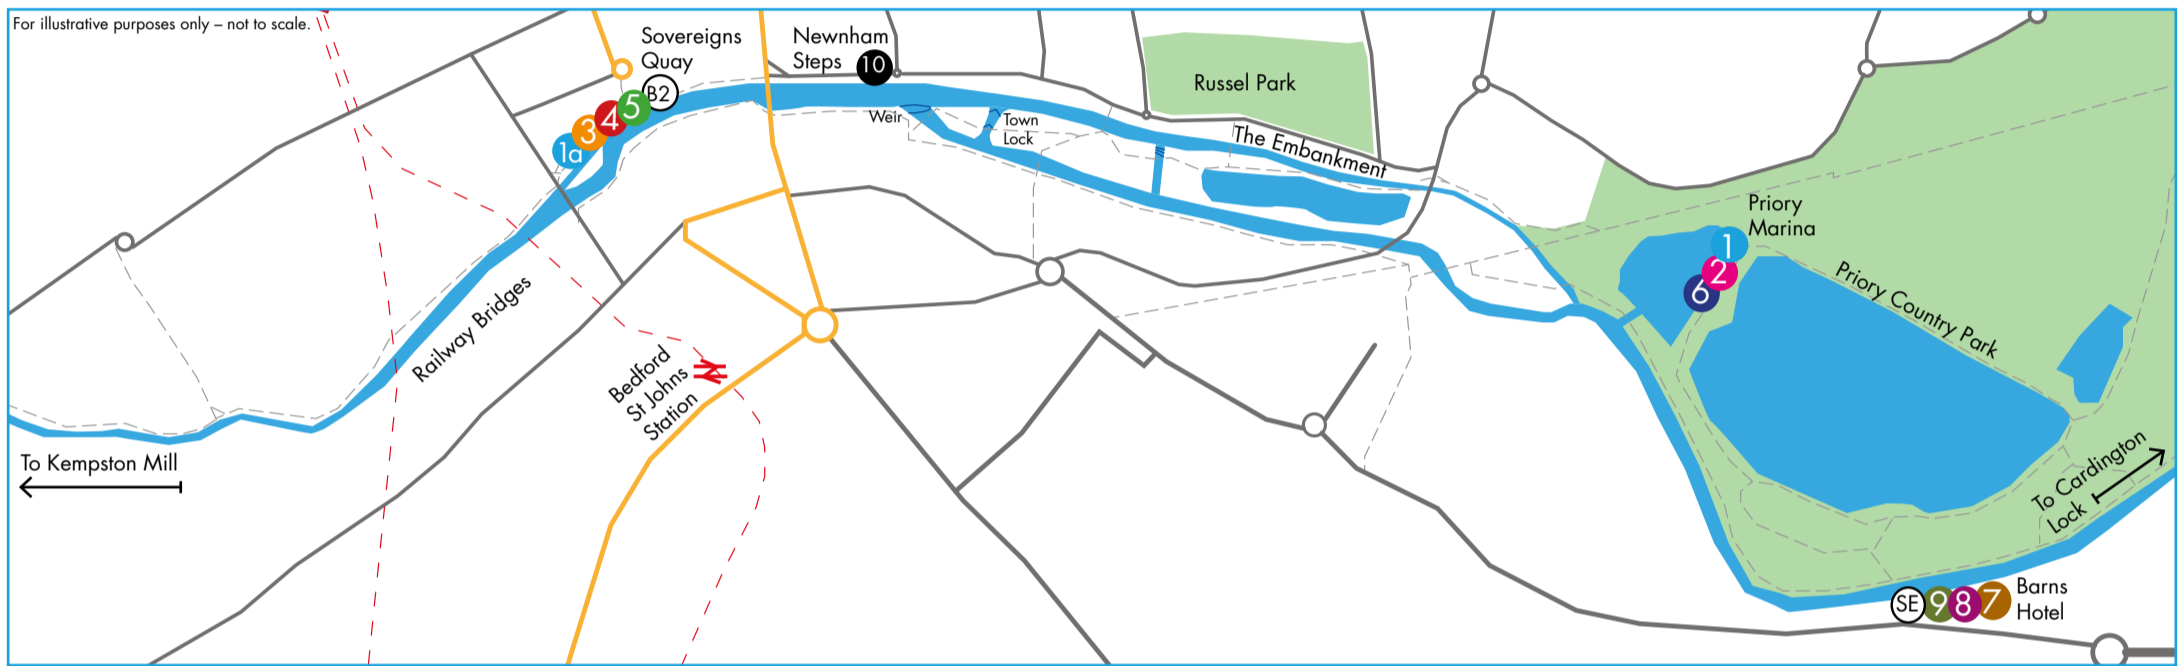 For illustrative purposes only – not to scale.
Sovereigns
Quay
B2
5
4
3
1a
Newnham
Steps
10
Weir
Town
Lock
Russel Park
The Embankment
Priory
Marina
1
2
6
Priory Country Park
Railway Bridges
Bedford
St Johns
Station
To Kempston Mill
To Cardington
Lock
SE
9
8
7
Barns
Hotel